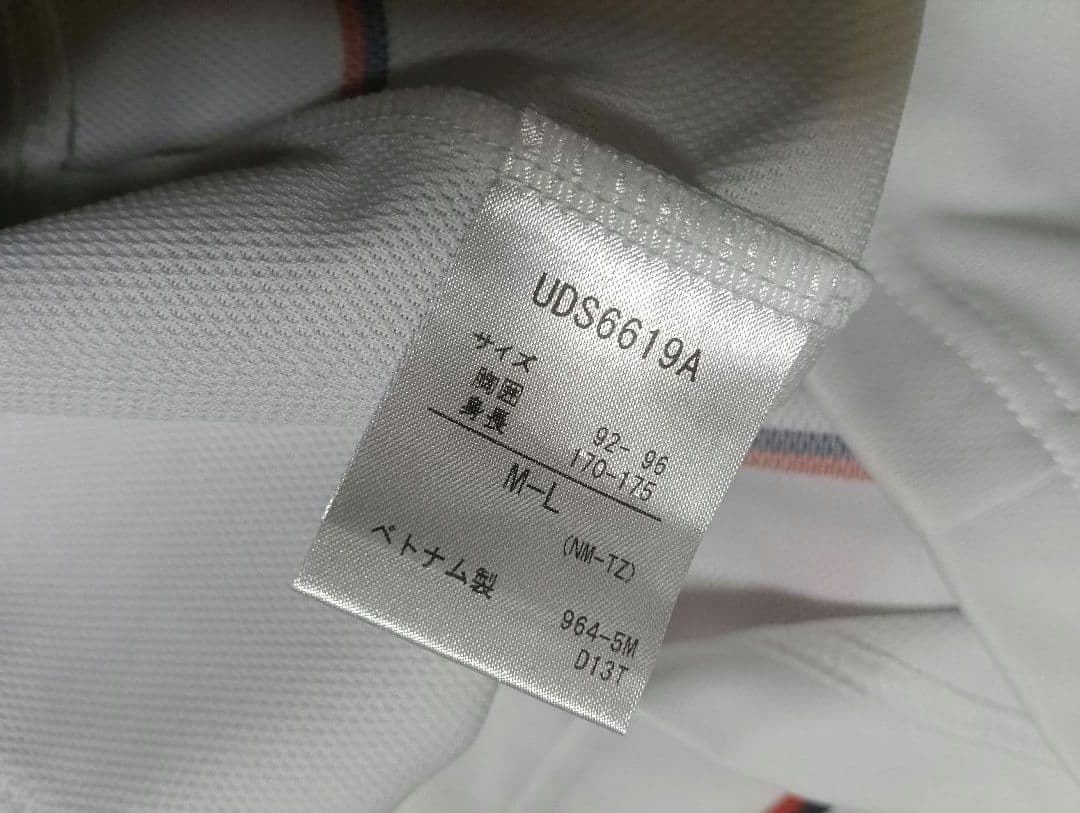 UDS6619A
サイズ
胸囲 92- 96
身長 170-175
M-L
(NM-TZ)
ベトナム製
964-5M
D13T